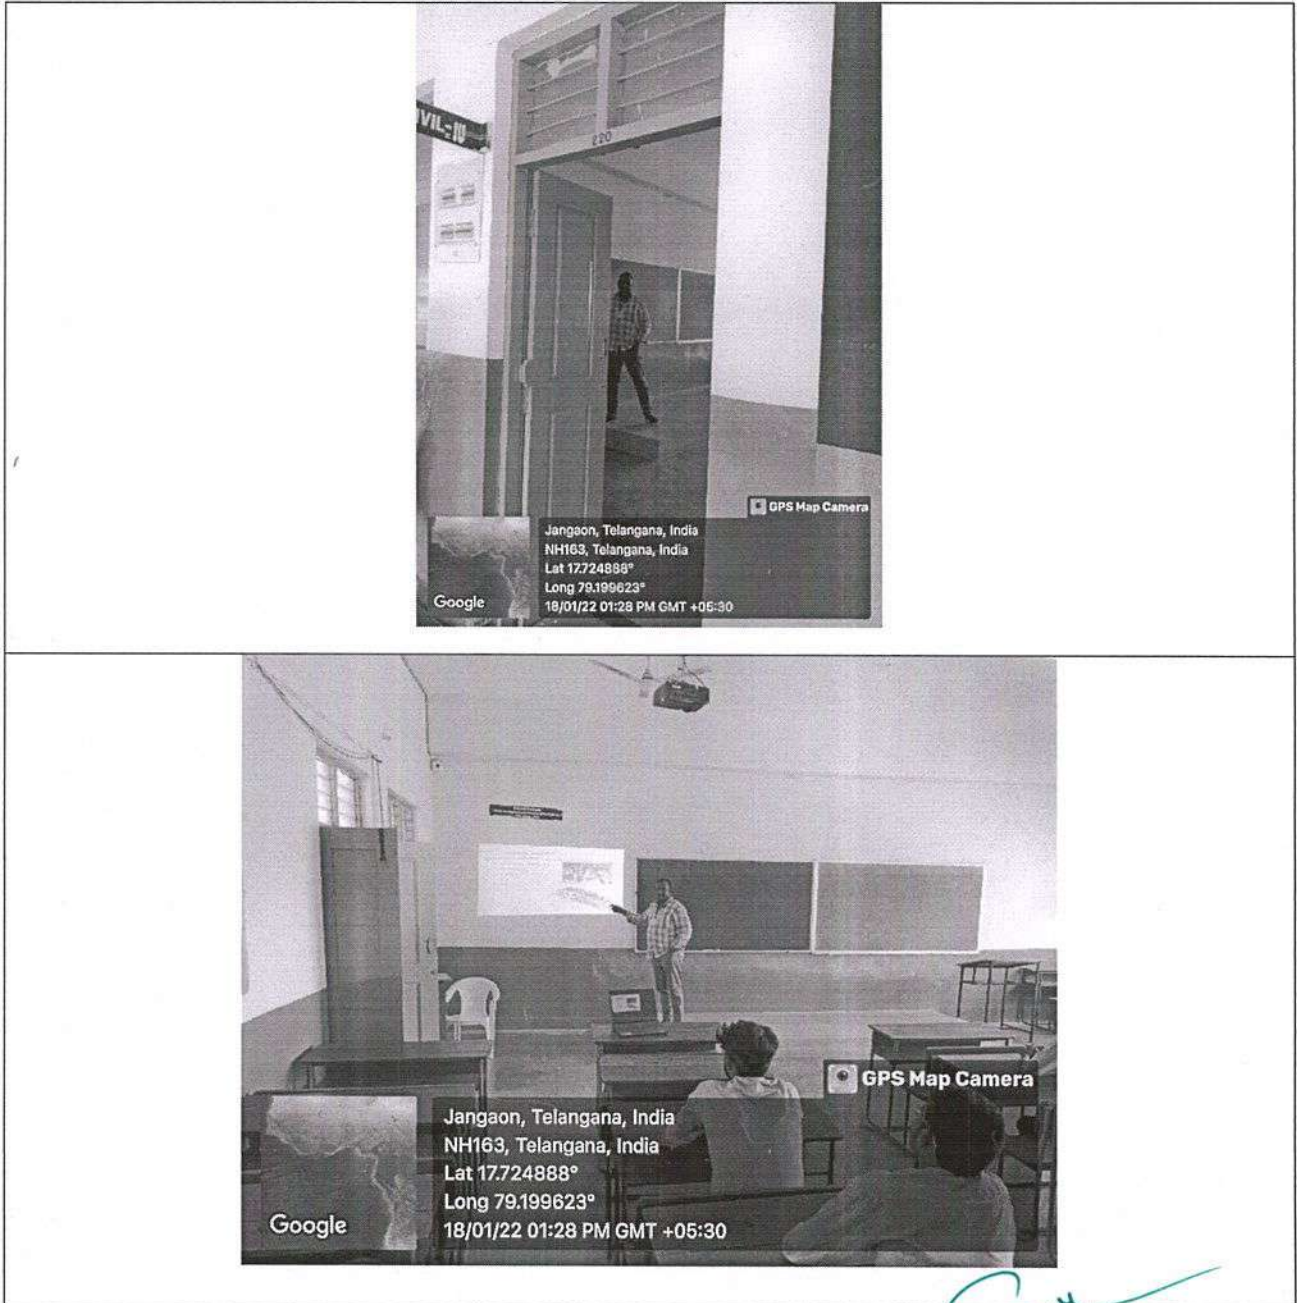 VIL-IV
220
GPS Map Camera
Jangaon, Telangana, India
NH163, Telangana, India
Lat 17.724888°
Long 79.199623°
18/01/22 01:28 PM GMT +05:30
Google
GPS Map Camera
Jangaon, Telangana, India
NH163, Telangana, India
Lat 17.724888°
Long 79.199623°
18/01/22 01:28 PM GMT +05:30
Google